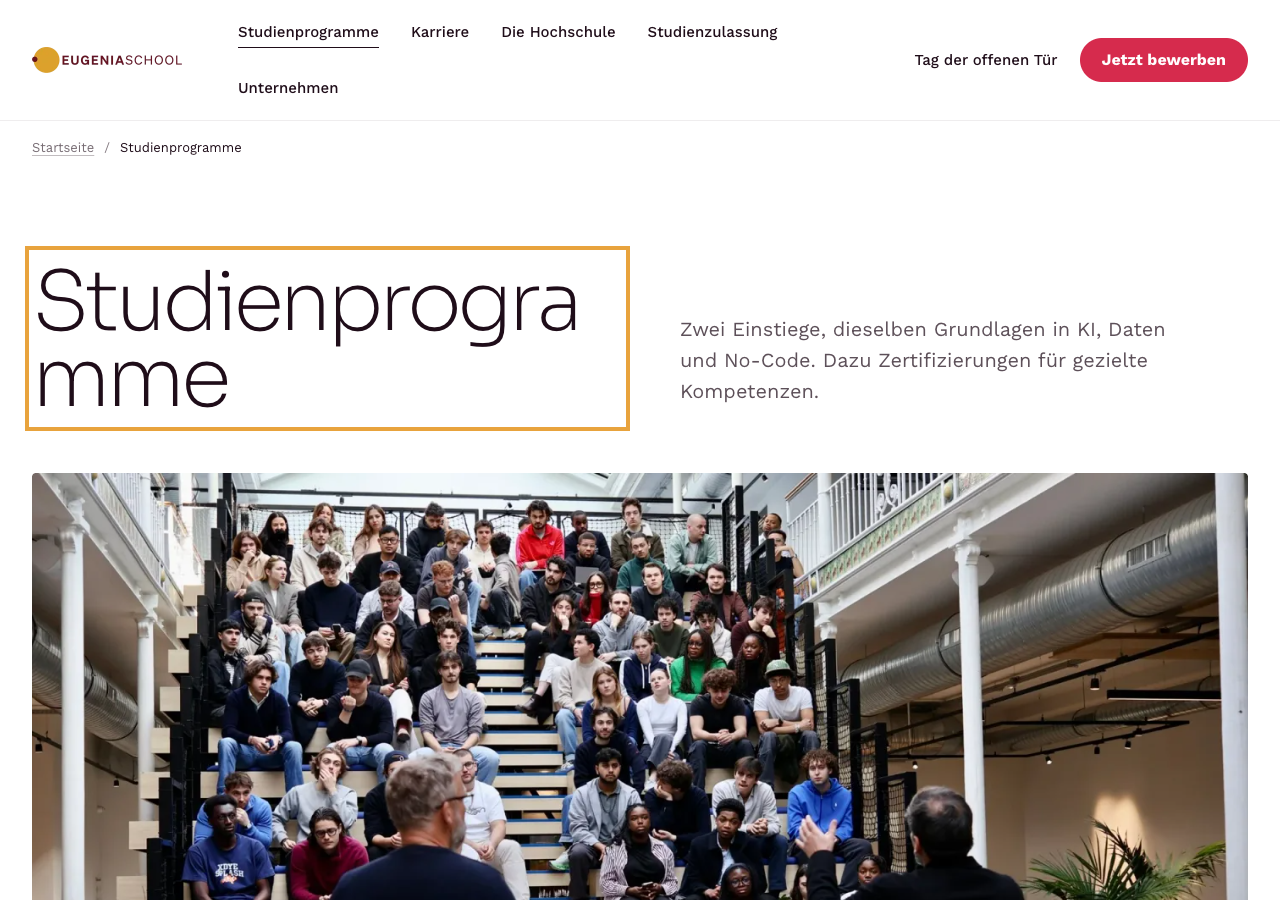 EUGENIASCHOOL
Studienprogramme Karriere Die Hochschule Studienzulassung
Unternehmen
Tag der offenen Tür
Jetzt bewerben
Startseite / Studienprogramme
Studienprogra
mme
Zwei Einstiege, dieselben Grundlagen in KI, Daten
und No-Code. Dazu Zertifizierungen für gezielte
Kompetenzen.